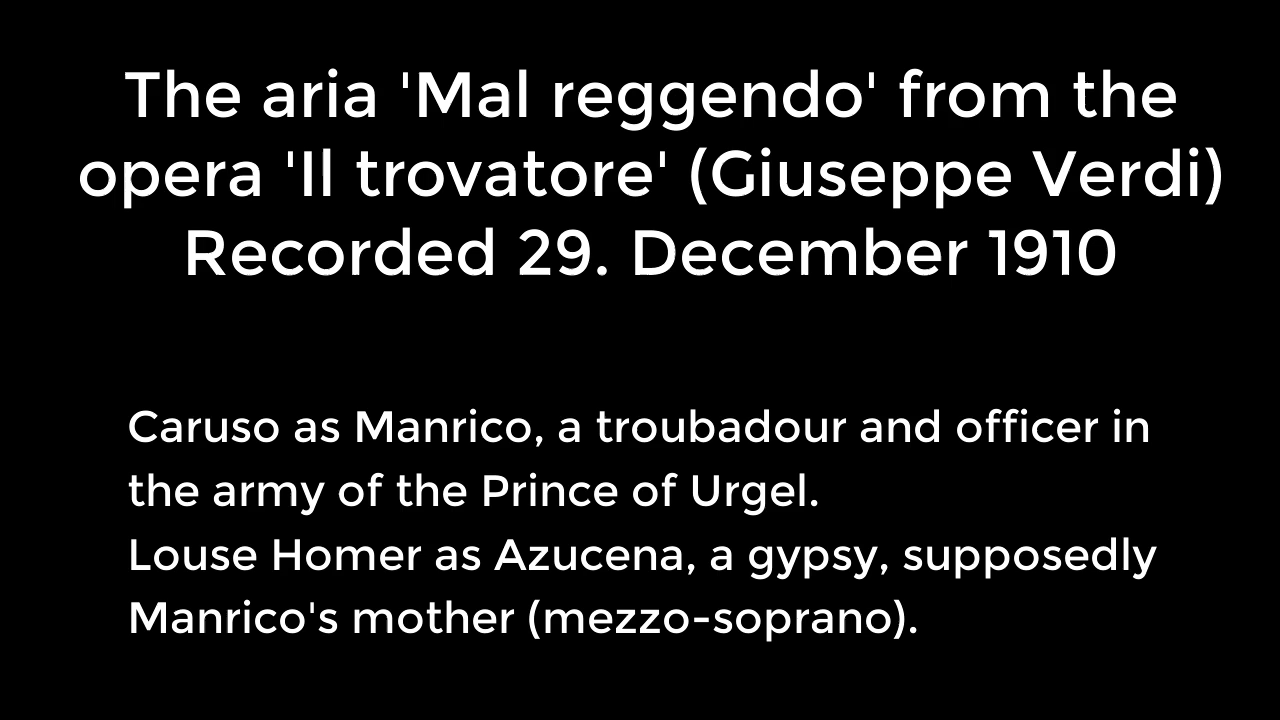 The aria 'Mal reggendo' from the
opera 'Il trovatore' (Giuseppe Verdi)
Recorded 29. December 1910
Caruso as Manrico, a troubadour and officer in
the army of the Prince of Urgel.
Louse Homer as Azucena, a gypsy, supposedly
Manrico's mother (mezzo-soprano).